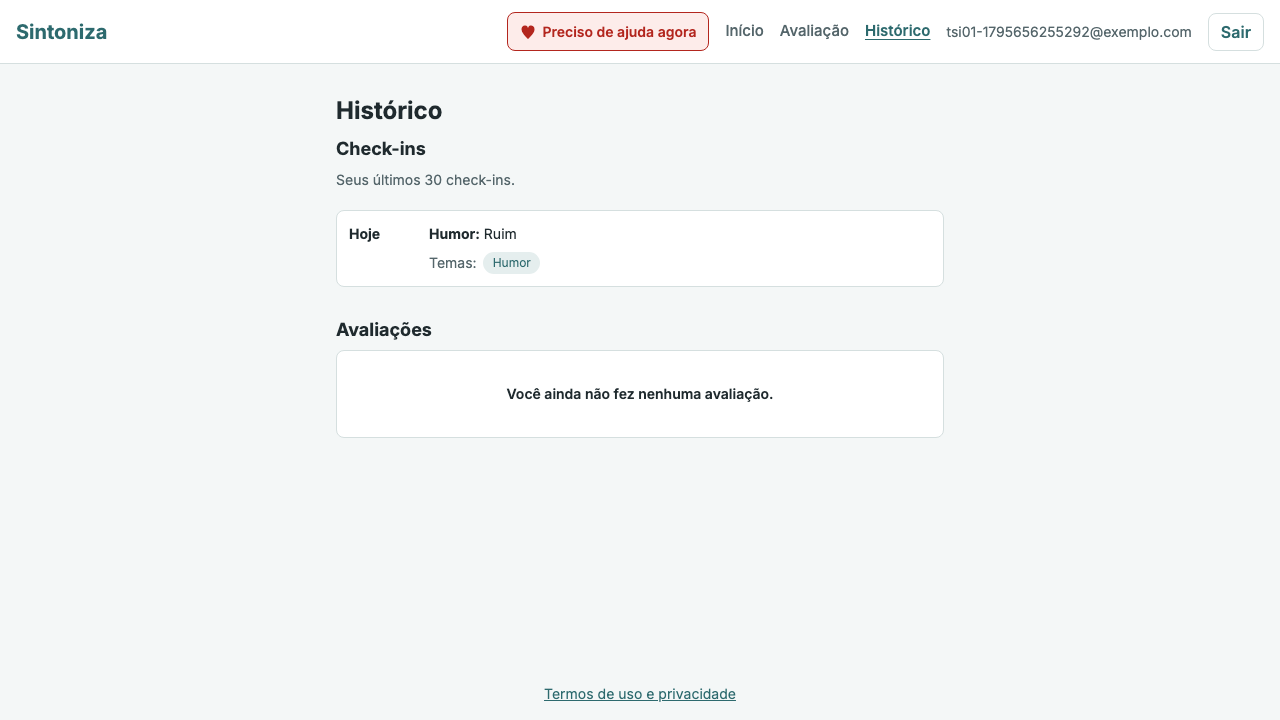 Sintoniza
Preciso de ajuda agora
Início
Avaliação
Histórico
tsi01-1795656255292@exemplo.com
Sair
Histórico
Check-ins
Seus últimos 30 check-ins.
Hoje
Humor: Ruim
Temas: Humor
Avaliações
Você ainda não fez nenhuma avaliação.
Termos de uso e privacidade